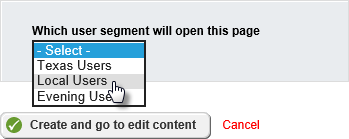 Which user segment will open this page
- Select -
Texas Users
Local Users
Evening Use
Create and go to edit content
Cancel